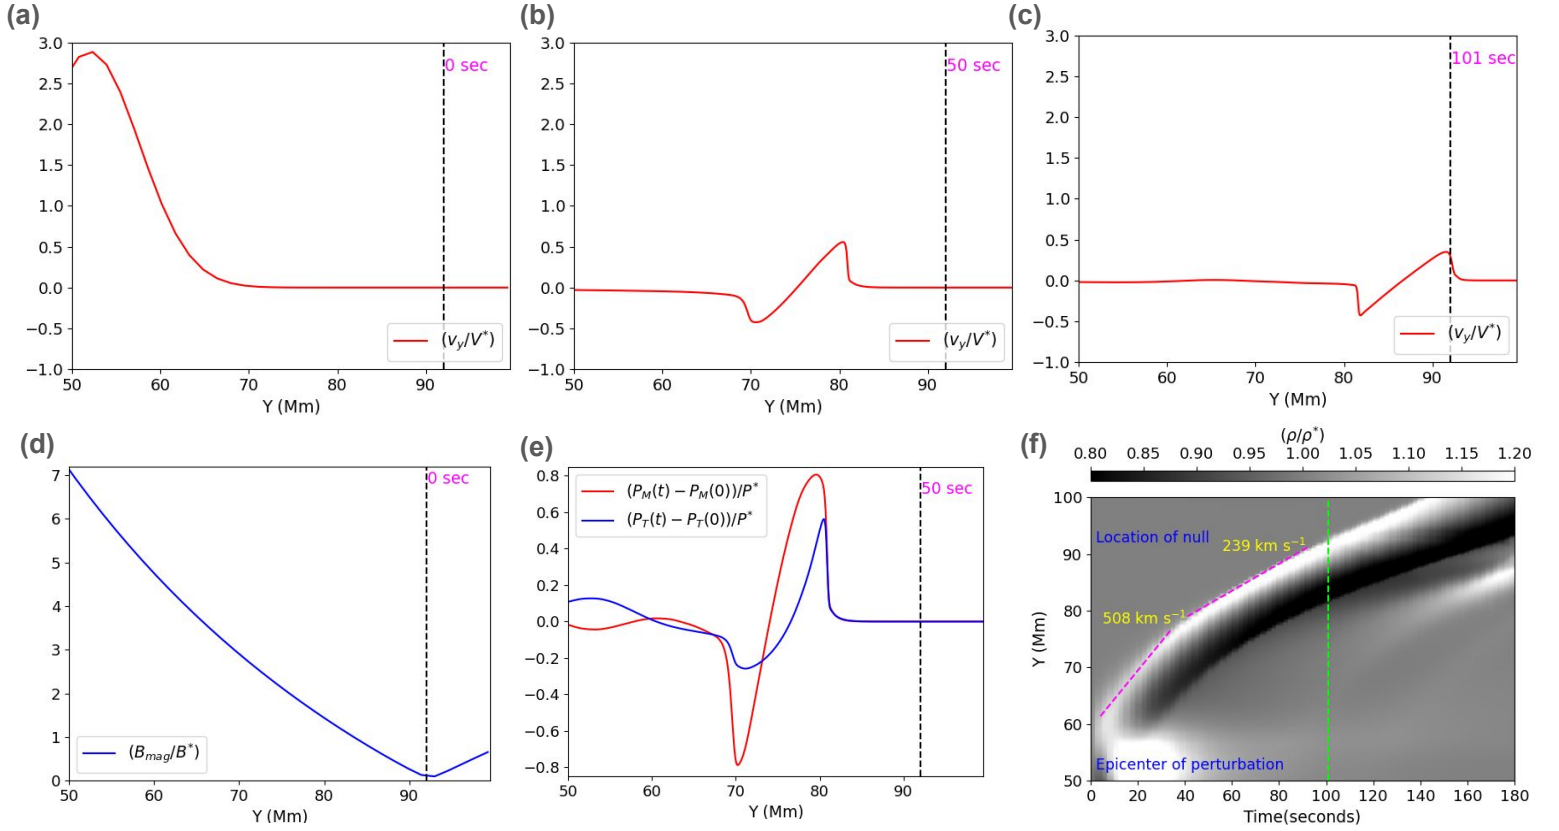 (a)
3.0
2.5
2.0
1.5
1.0
0.5
0.0
−0.5
−1.0
50 60 70 80 90
Y (Mm)
0 sec
(v_y/V*)
(b)
3.0
2.5
2.0
1.5
1.0
0.5
0.0
−0.5
−1.0
50 60 70 80 90
Y (Mm)
50 sec
(v_y/V*)
(c)
3.0
2.5
2.0
1.5
1.0
0.5
0.0
−0.5
−1.0
50 60 70 80 90
Y (Mm)
101 sec
(v_y/V*)
(d)
7
6
5
4
3
2
1
0
50 60 70 80 90
Y (Mm)
0 sec
(B_mag/B*)
(e)
0.8
0.6
0.4
0.2
0.0
−0.2
−0.4
−0.6
−0.8
50 60 70 80 90
Y (Mm)
(P_M(t) − P_M(0))/P*
(P_T(t) − P_T(0))/P*
50 sec
(f)
(ρ/ρ*)
0.80 0.85 0.90 0.95 1.00 1.05 1.10 1.15 1.20
100
90
80
70
60
50
Y (Mm)
Location of null
239 km s⁻¹
508 km s⁻¹
Epicenter of perturbation
0 20 40 60 80 100 120 140 160 180
Time(seconds)